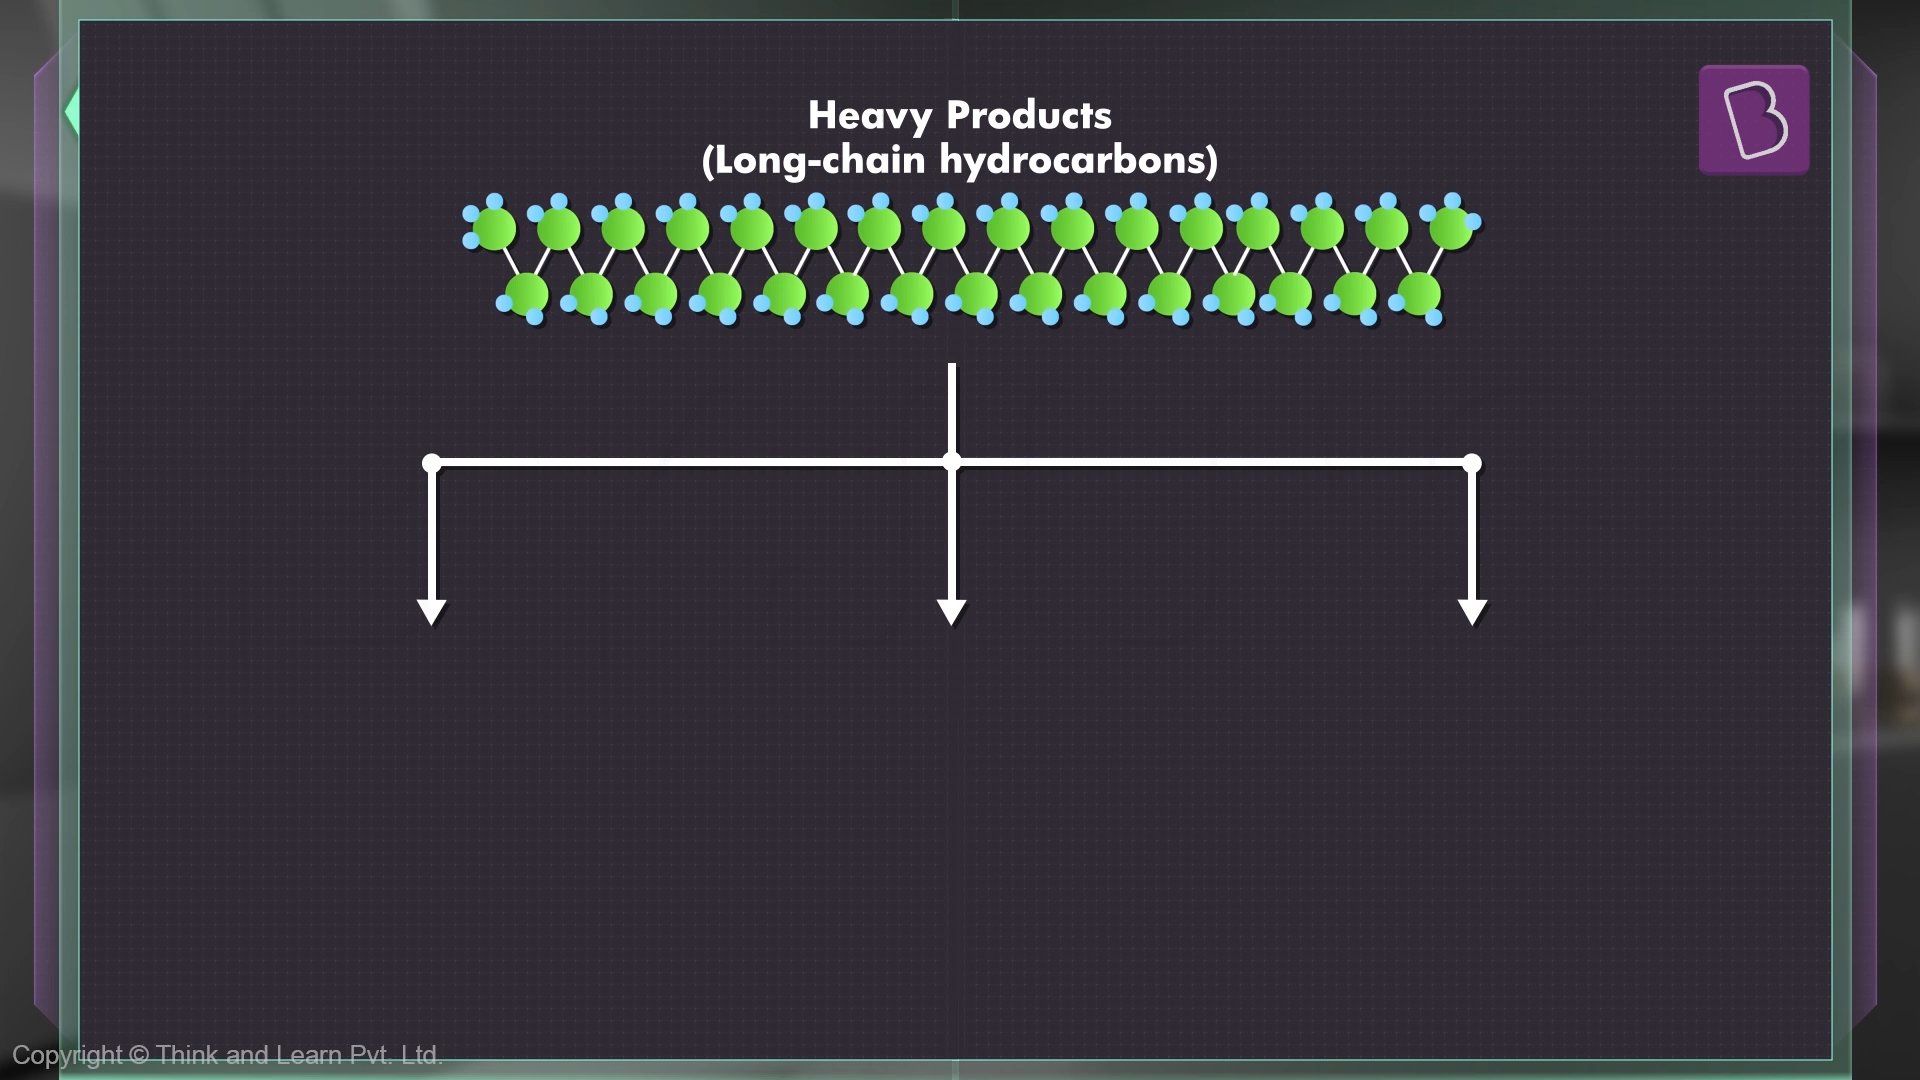 Heavy Products
(Long-chain hydrocarbons)
B
Copyright © Think and Learn Pvt. Ltd.